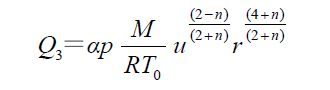 Q₃=αp M/RT₀ u^((2−n)/(2+n)) r^((4+n)/(2+n))